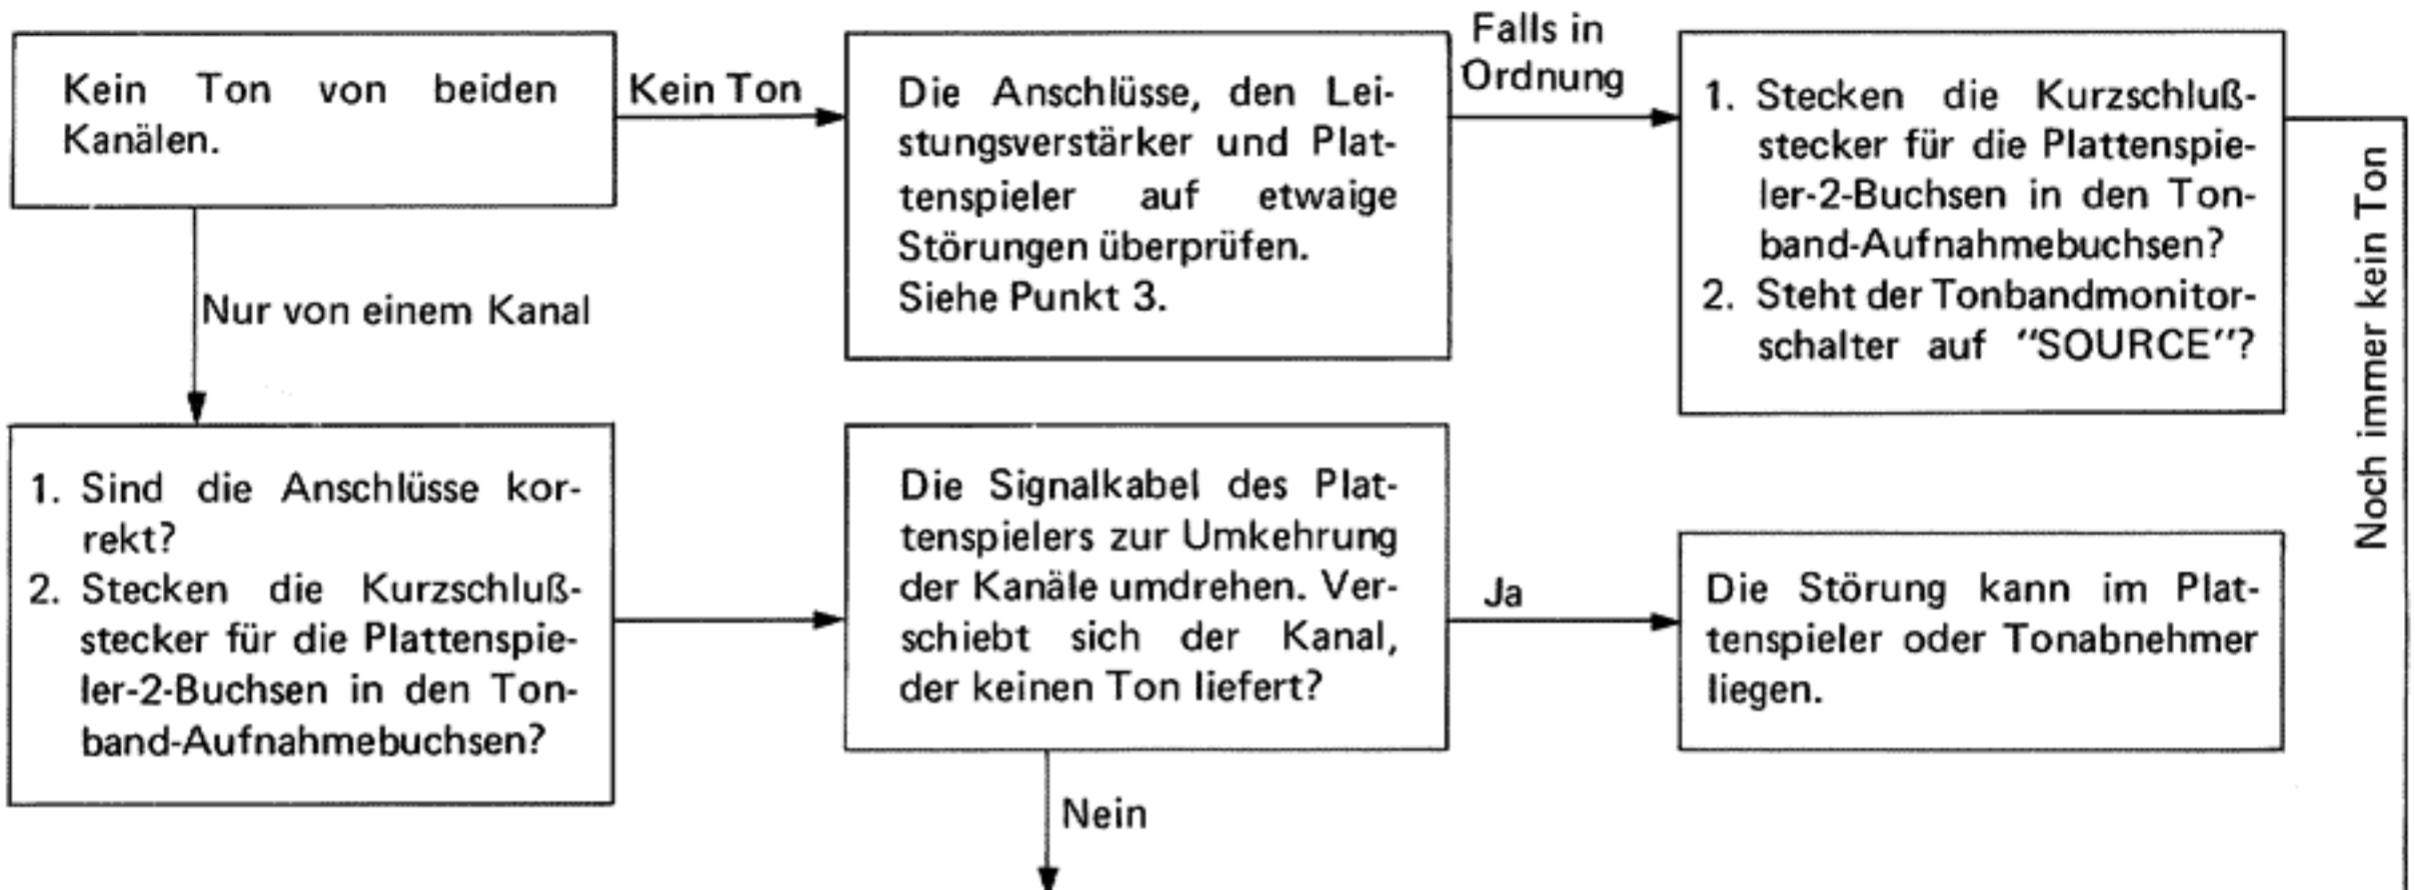 Kein Ton von beiden
Kanälen.
Kein Ton
Die Anschlüsse, den Lei-
stungsverstärker und Plat-
tenspieler auf etwaige
Störungen überprüfen.
Siehe Punkt 3.
Falls in
Ordnung
1. Stecken die Kurzschluß-
stecker für die Plattenspie-
ler-2-Buchsen in den Ton-
band-Aufnahmebuchsen?
2. Steht der Tonbandmonitor-
schalter auf “SOURCE”?
Noch immer kein Ton
Nur von einem Kanal
1. Sind die Anschlüsse kor-
rekt?
2. Stecken die Kurzschluß-
stecker für die Plattenspie-
ler-2-Buchsen in den Ton-
band-Aufnahmebuchsen?
Die Signalkabel des Plat-
tenspielers zur Umkehrung
der Kanäle umdrehen. Ver-
schiebt sich der Kanal,
der keinen Ton liefert?
Ja
Die Störung kann im Plat-
tenspieler oder Tonabnehmer
liegen.
Nein